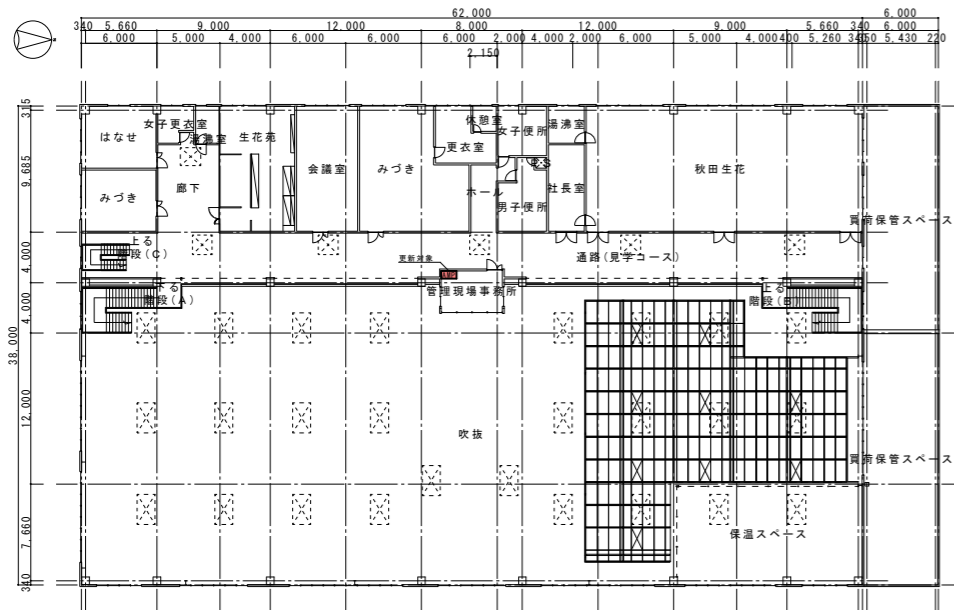 62.000
6.000
340 5.660 9.000 12.000 8.000 12.000 9.000 5.660 340
6.000 5.000 4.000 6.000 6.000 6.000 2.000 4.000 2.000 6.000 5.000 4.000 400 5.260 5.430 220
2.150
315
9.685
4.000
4.000
38.000
12.000
7.660
340
はなせ
女子更衣室
湯沸室
生花苑
会議室
みづき
休憩室
更衣室
女子便所
湯沸室
秋田生花
みづき
廊下
ホール
男子便所
社長室
買荷保管スペース
上る
階段(C)
更新対象
通路(見学コース)
階段(A)
管理現場事務所
上る
階段(B)
吹抜
買荷保管スペース
保温スペース